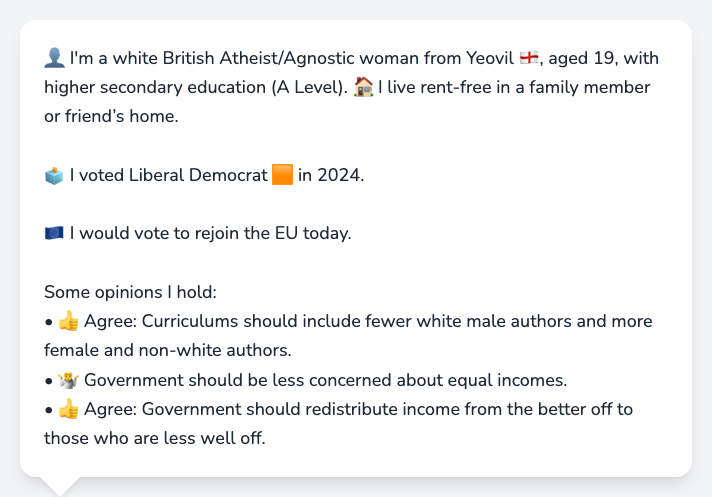 👤 I'm a white British Atheist/Agnostic woman from Yeovil 🏴󠁧󠁢󠁥󠁮󠁧󠁿, aged 19, with
higher secondary education (A Level). 🏠 I live rent-free in a family member
or friend’s home.
🗳️ I voted Liberal Democrat 🟧 in 2024.
🇪🇺 I would vote to rejoin the EU today.
Some opinions I hold:
• 👍 Agree: Curriculums should include fewer white male authors and more
female and non-white authors.
• 🤷 Government should be less concerned about equal incomes.
• 👍 Agree: Government should redistribute income from the better off to
those who are less well off.